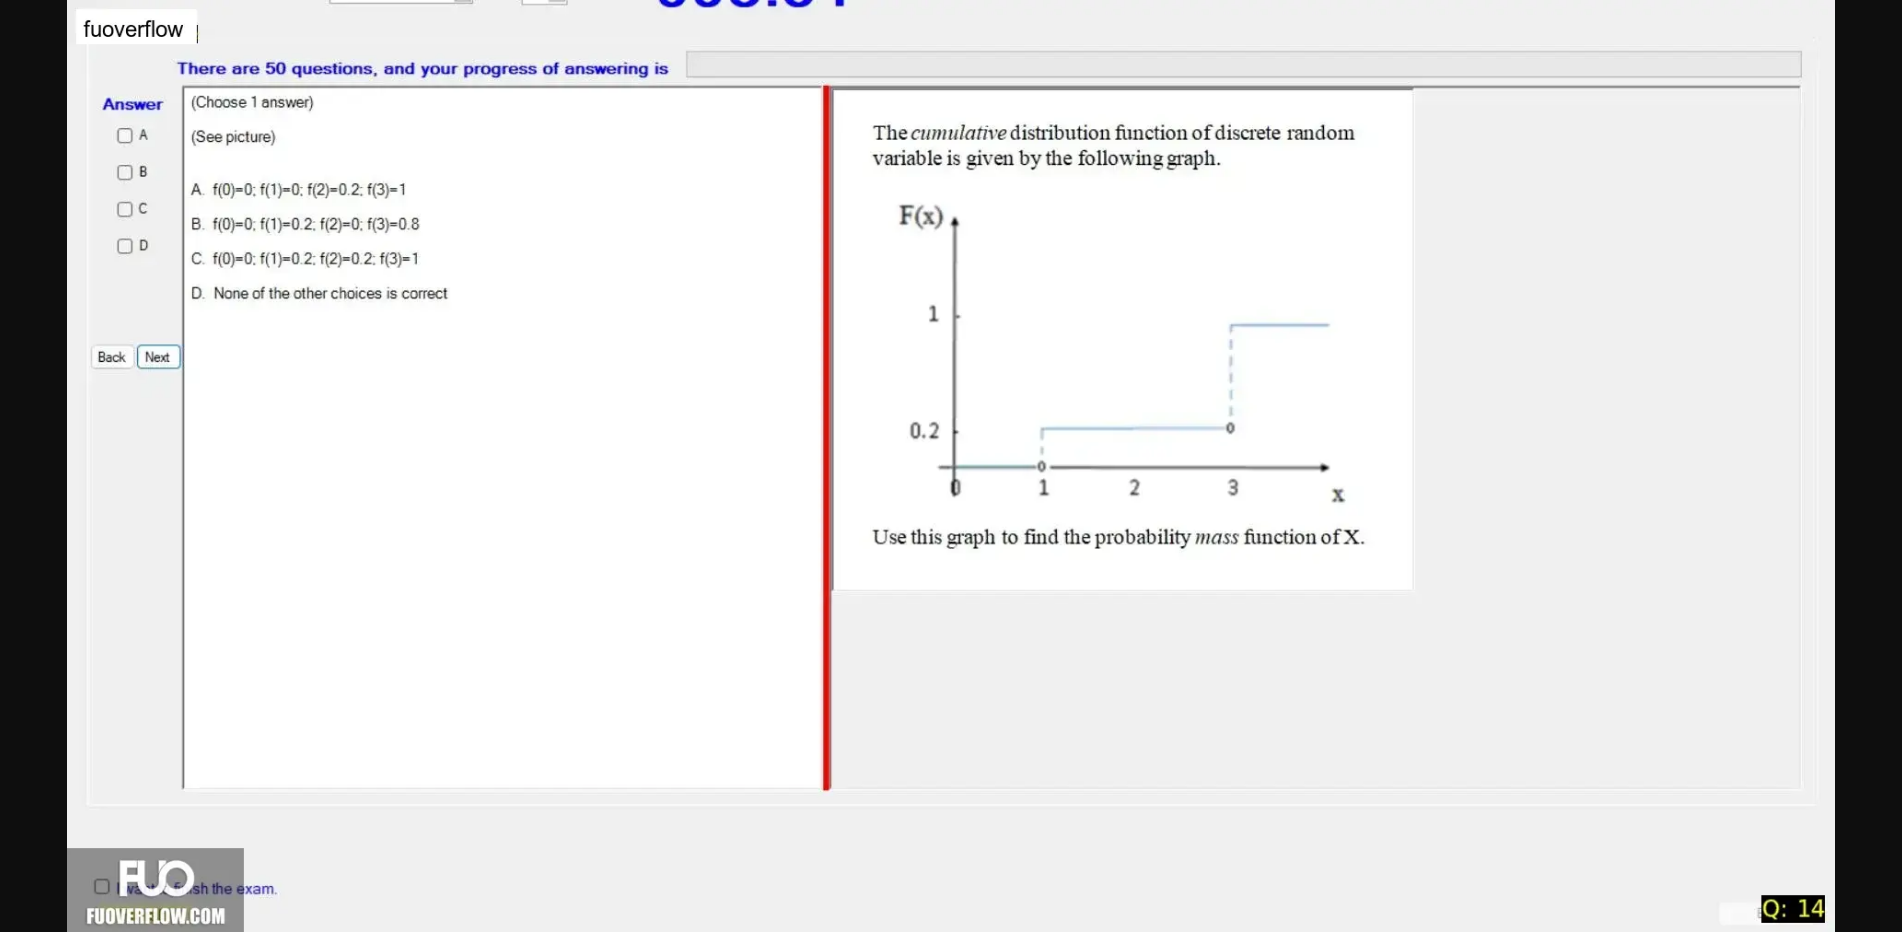 fuoverflow
There are 50 questions, and your progress of answering is
Answer
A
B
C
D
Back
Next
(Choose 1 answer)
(See picture)
A. f(0)=0; f(1)=0; f(2)=0.2; f(3)=1
B. f(0)=0; f(1)=0.2; f(2)=0; f(3)=0.8
C. f(0)=0; f(1)=0.2; f(2)=0.2; f(3)=1
D. None of the other choices is correct
The cumulative distribution function of discrete random
variable is given by the following graph.
F(x)
1
0.2
0 1 2 3 x
Use this graph to find the probability mass function of X.
the exam.
FUO
FUOVERFLOW.COM
Q: 14